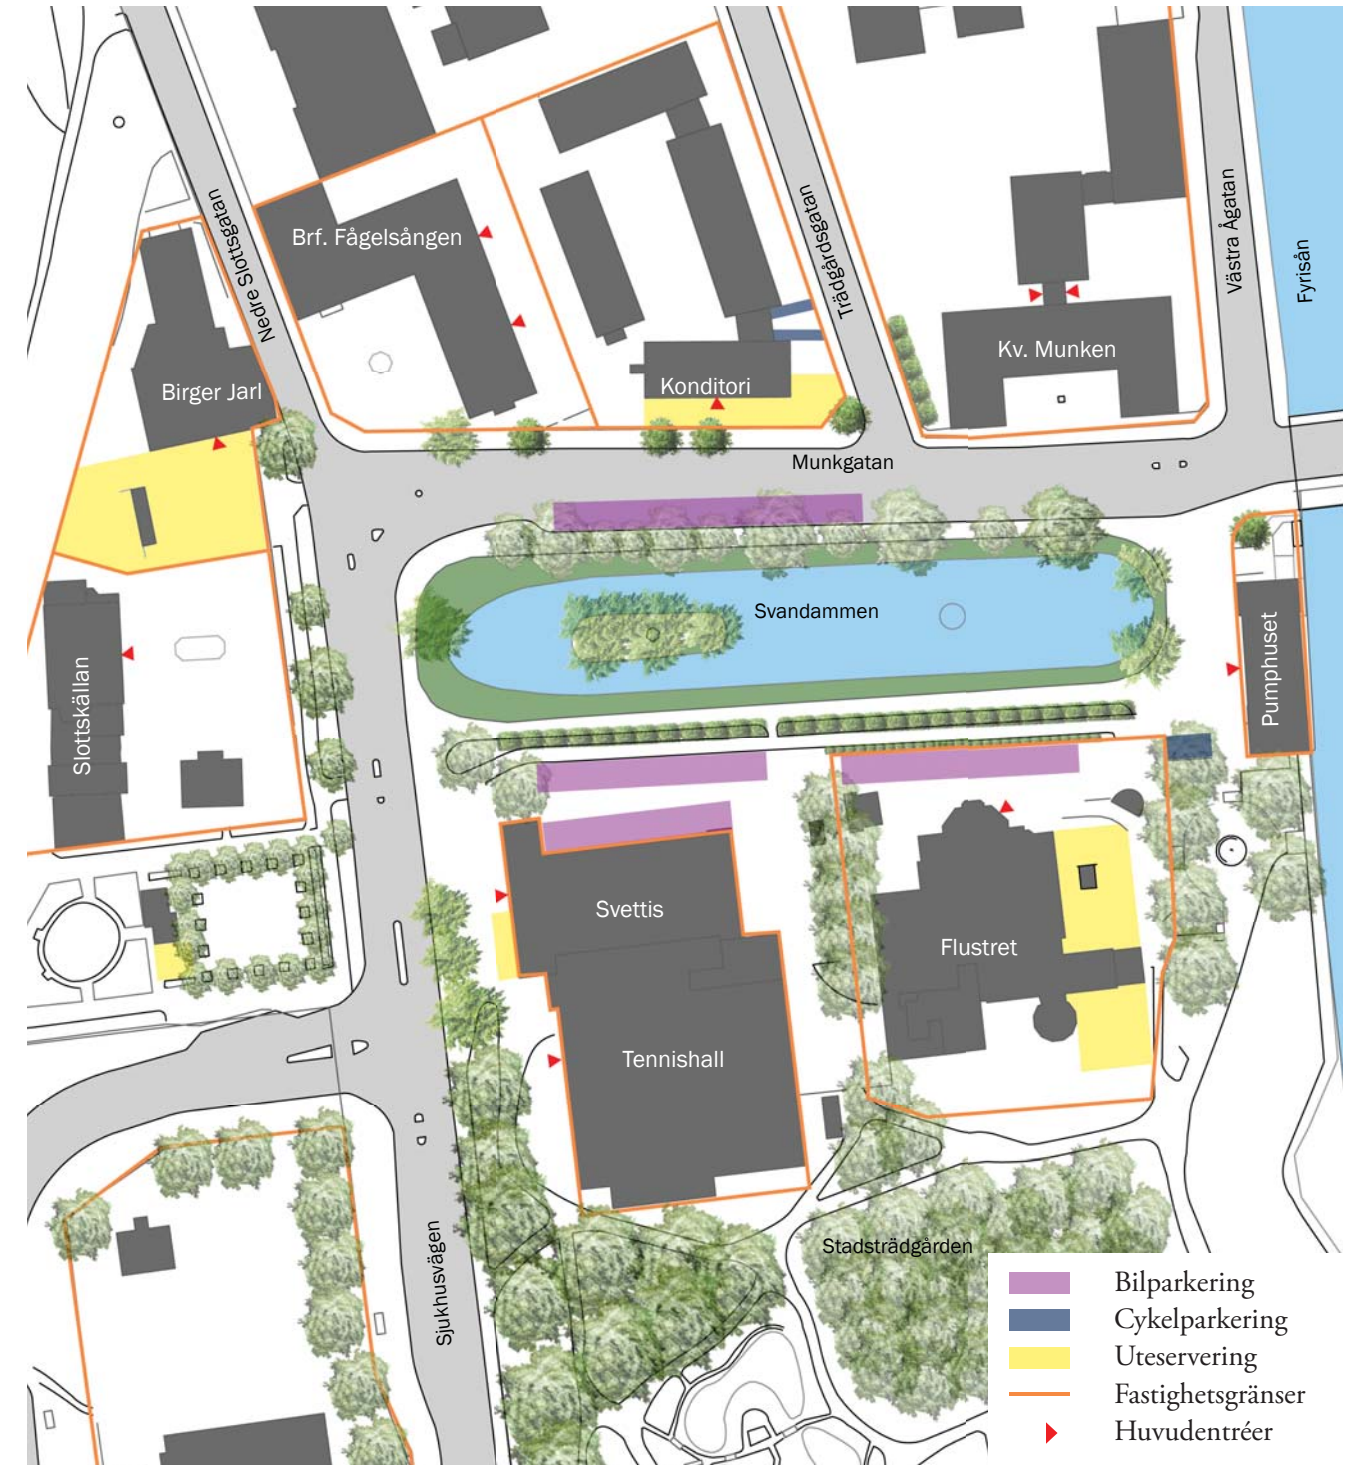 Nedre Slottsgatan
Brf. Fågelsången
Trädgårdsgatan
Västra Ågatan
Fyrisån
Kv. Munken
Birger Jarl
Konditori
Munkgatan
Svandammen
Slottskällan
Pumphuset
Svettis
Flustret
Tennishall
Sjukhusvägen
Stadsträdgården
Bilparkering
Cykelparkering
Uteservering
Fastighetsgränser
Huvudentréer